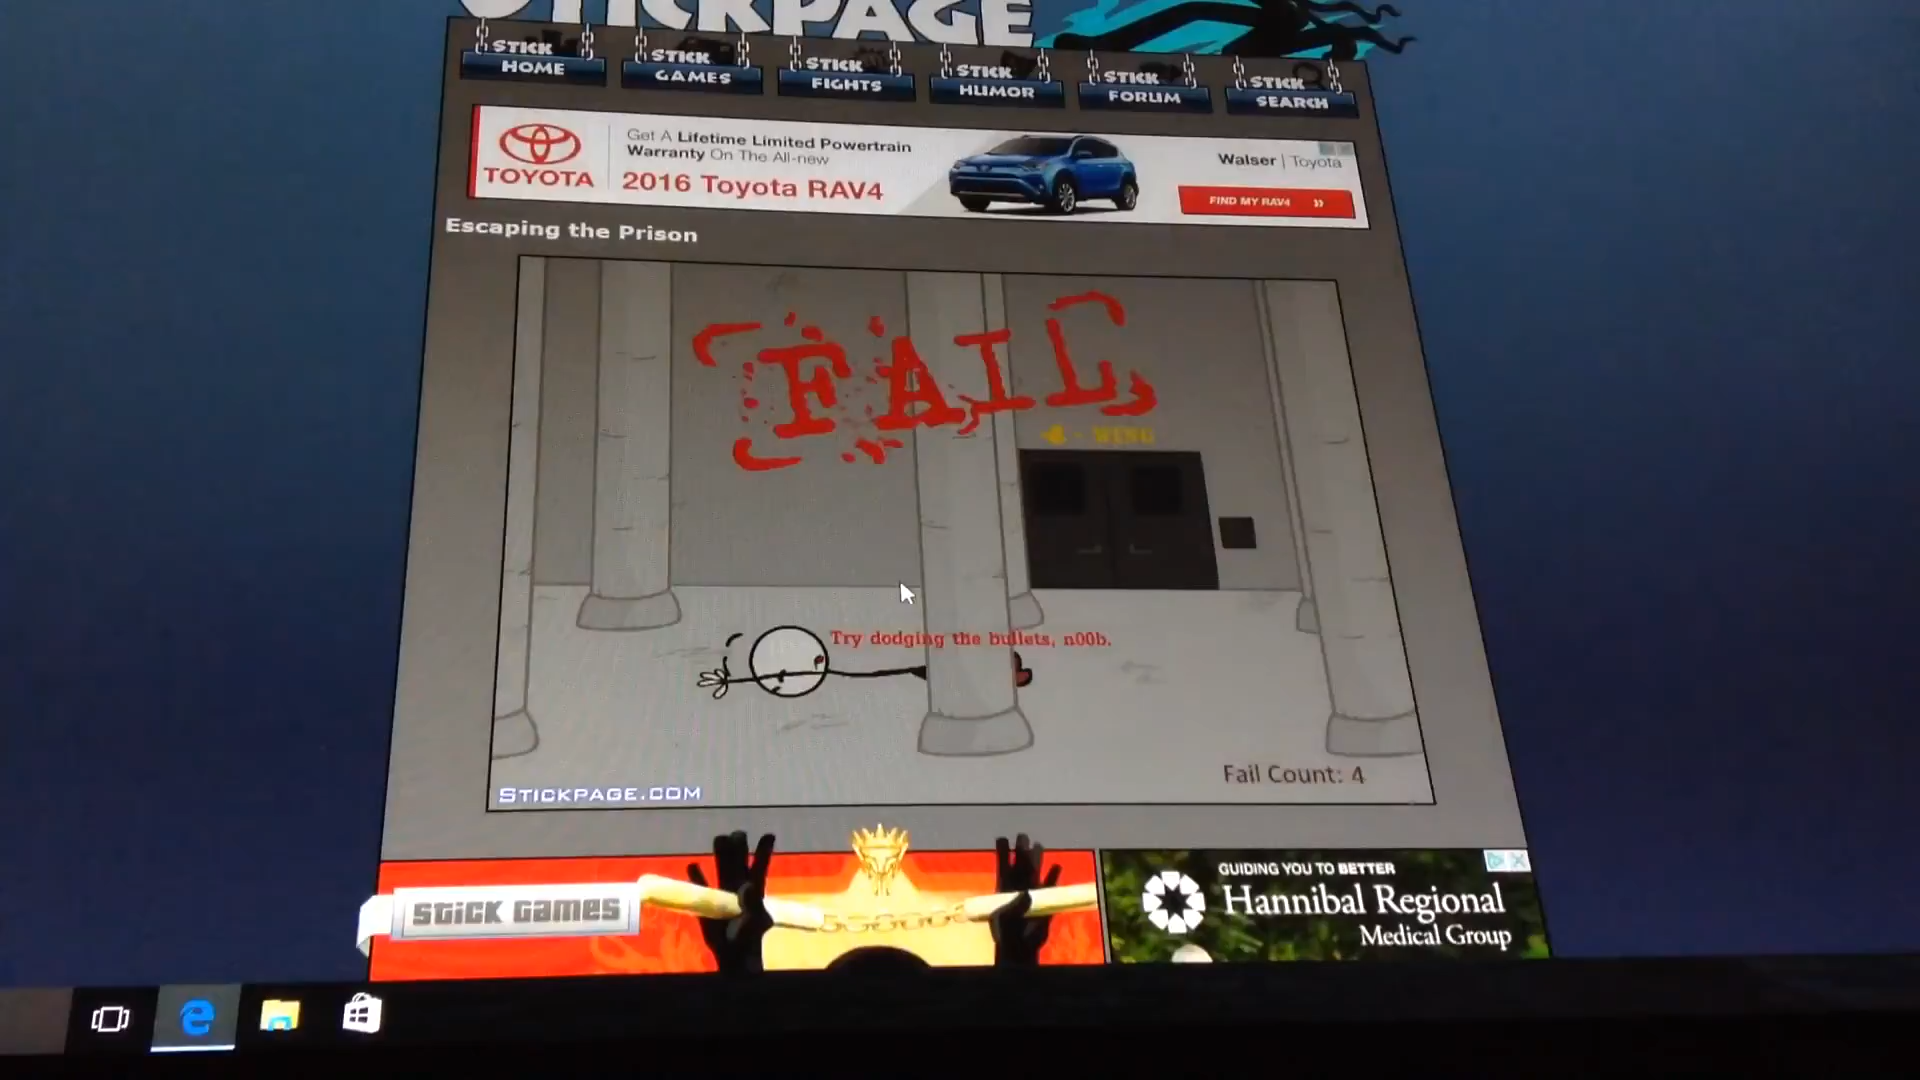 STICKPAGE
STICK
HOME
STICK
GAMES
STICK
FIGHTS
STICK
HUMOR
STICK
FORUM
STICK
SEARCH
TOYOTA
Get A Lifetime Limited Powertrain
Warranty On The All-new
2016 Toyota RAV4
Walser | Toyota
FIND MY RAV4 »
Escaping the Prison
FAIL
- WING
Try dodging the bullets, n00b.
Fail Count: 4
STICKPAGE.COM
STICK GAMES
GUIDING YOU TO BETTER
Hannibal Regional
Medical Group